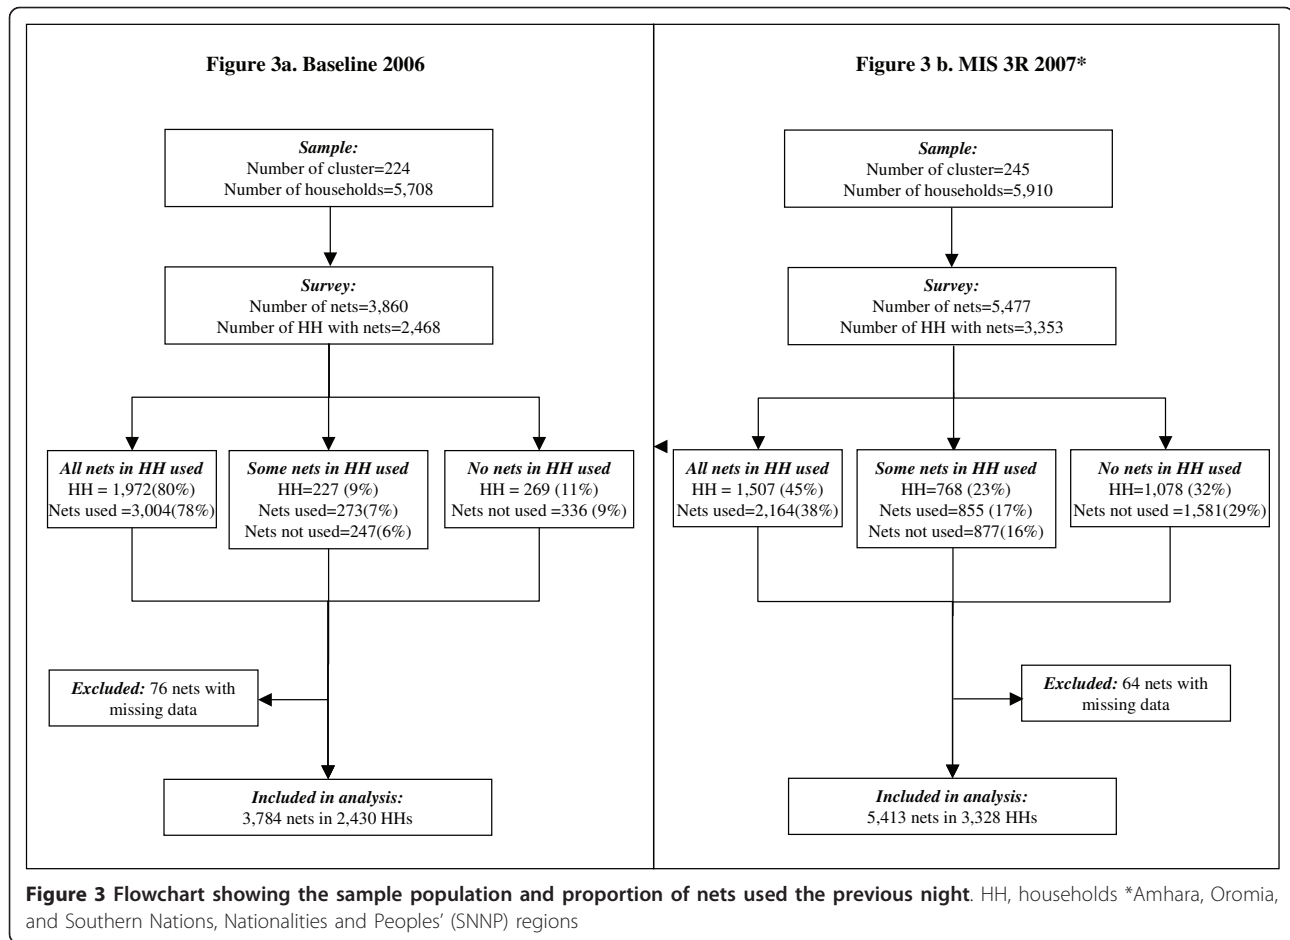 Figure 3a. Baseline 2006
Sample:
Number of cluster=224
Number of households=5,708
Survey:
Number of nets=3,860
Number of HH with nets=2,468
All nets in HH used
HH = 1,972(80%)
Nets used =3,004(78%)
Some nets in HH used
HH=227 (9%)
Nets used=273(7%)
Nets not used=247(6%)
No nets in HH used
HH = 269 (11%)
Nets not used=336 (9%)
Excluded: 76 nets with
missing data
Included in analysis:
3,784 nets in 2,430 HHs
Figure 3 b. MIS 3R 2007*
Sample:
Number of cluster=245
Number of households=5,910
Survey:
Number of nets=5,477
Number of HH with nets=3,353
All nets in HH used
HH = 1,507 (45%)
Nets used=2,164(38%)
Some nets in HH used
HH=768 (23%)
Nets used=855 (17%)
Nets not used=877(16%)
No nets in HH used
HH=1,078 (32%)
Nets not used =1,581(29%)
Excluded: 64 nets with
missing data
Included in analysis:
5,413 nets in 3,328 HHs
Figure 3 Flowchart showing the sample population and proportion of nets used the previous night. HH, households *Amhara, Oromia,
and Southern Nations, Nationalities and Peoples' (SNNP) regions